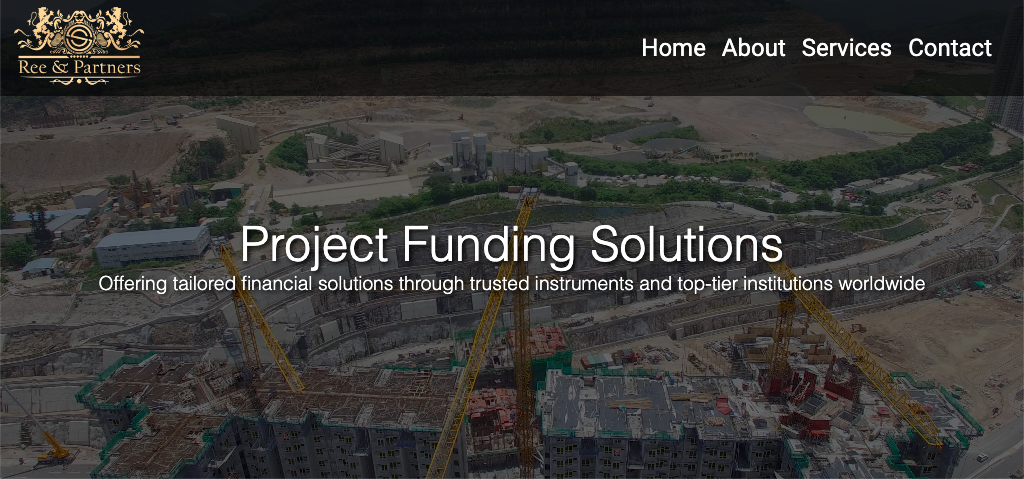 Ree & Partners
Home About Services Contact
Project Funding Solutions
Offering tailored financial solutions through trusted instruments and top-tier institutions worldwide